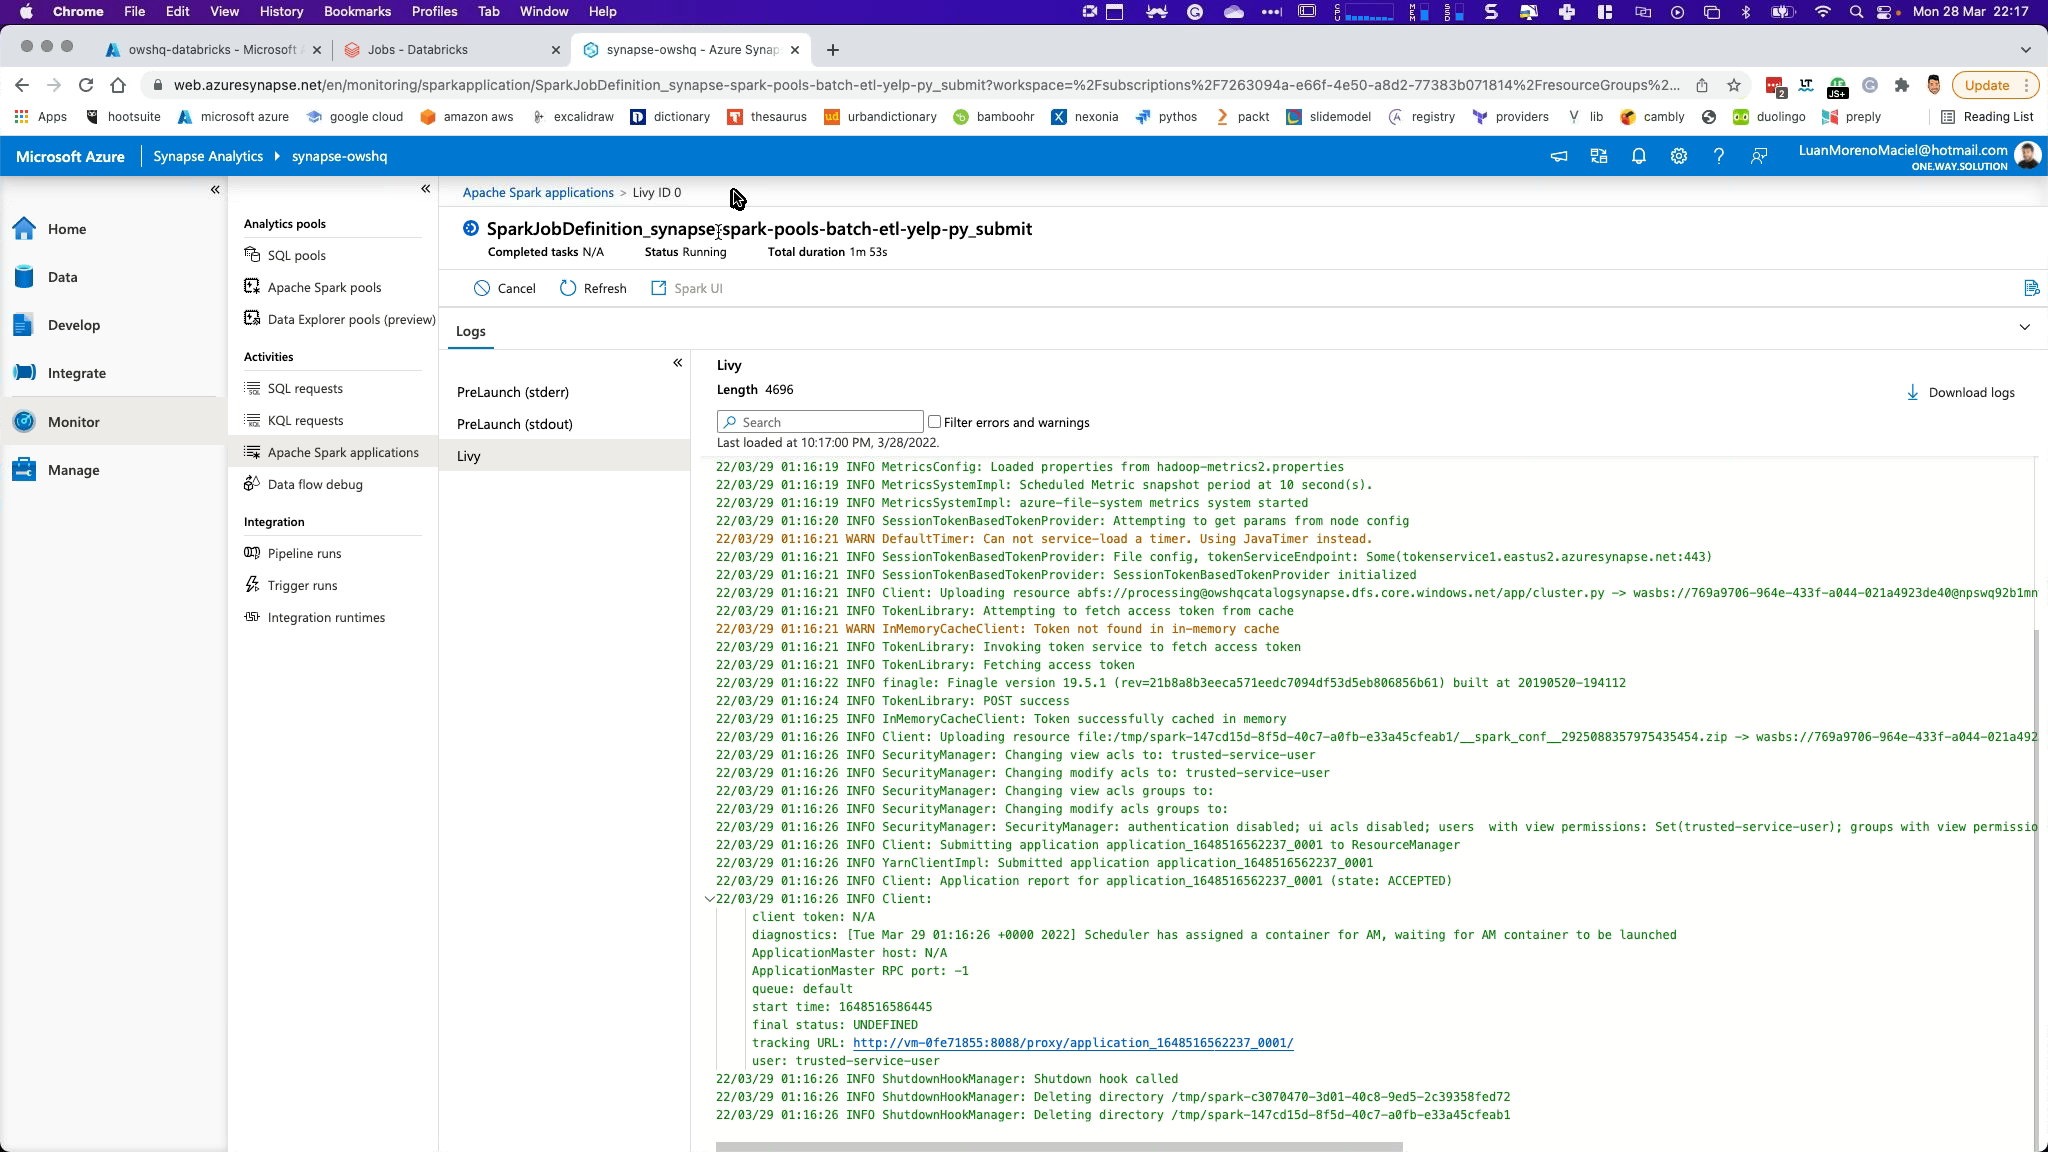 Chrome File Edit View History Bookmarks Profiles Tab Window Help Mon 28 Mar 22:17
owshq-databricks - Microsoft Jobs - Databricks synapse-owshq - Azure Synap
web.azuresynapse.net/en/monitoring/sparkapplication/SparkJobDefinition_synapse-spark-pools-batch-etl-yelp-py_submit?workspace=%2Fsubscriptions%2F7263094a-e66f-4e50-a8d2-77383b071814%2FresourceGroups%2... Update
Apps hootsuite microsoft azure google cloud amazon aws excalidraw dictionary thesaurus urbandictionary bamboohr nexonia pythos packt slidemodel registry providers lib cambly duolingo preply Reading List
Microsoft Azure Synapse Analytics synapse-owshq LuanMorenoMaciel@hotmail.com
ONE.WAY.SOLUTION
Home
Data
Develop
Integrate
Monitor
Manage
Analytics pools
SQL pools
Apache Spark pools
Data Explorer pools (preview)
Activities
SQL requests
KQL requests
Apache Spark applications
Data flow debug
Integration
Pipeline runs
Trigger runs
Integration runtimes
Apache Spark applications > Livy ID 0
SparkJobDefinition_synapse-spark-pools-batch-etl-yelp-py_submit
Completed tasks N/A Status Running Total duration 1m 53s
Cancel Refresh Spark UI
Logs
PreLaunch (stderr)
PreLaunch (stdout)
Livy
Livy
Length 4696
Download logs
Search Filter errors and warnings
Last loaded at 10:17:00 PM, 3/28/2022.
22/03/29 01:16:19 INFO MetricsConfig: Loaded properties from hadoop-metrics2.properties
22/03/29 01:16:19 INFO MetricsSystemImpl: Scheduled Metric snapshot period at 10 second(s).
22/03/29 01:16:19 INFO MetricsSystemImpl: azure-file-system metrics system started
22/03/29 01:16:20 INFO SessionTokenBasedTokenProvider: Attempting to get params from node config
22/03/29 01:16:21 WARN DefaultTimer: Can not service-load a timer. Using JavaTimer instead.
22/03/29 01:16:21 INFO SessionTokenBasedTokenProvider: File config, tokenServiceEndpoint: Some(tokenservice1.eastus2.azuresynapse.net:443)
22/03/29 01:16:21 INFO SessionTokenBasedTokenProvider: SessionTokenBasedTokenProvider initialized
22/03/29 01:16:21 INFO Client: Uploading resource abfs://processing@owshqcatalogsynapse.dfs.core.windows.net/app/cluster.py -> wasbs://769a9706-964e-433f-a044-021a4923de40@npswq92b1mn
22/03/29 01:16:21 INFO TokenLibrary: Attempting to fetch access token from cache
22/03/29 01:16:21 WARN InMemoryCacheClient: Token not found in in-memory cache
22/03/29 01:16:21 INFO TokenLibrary: Invoking token service to fetch access token
22/03/29 01:16:21 INFO TokenLibrary: Fetching access token
22/03/29 01:16:22 INFO finagle: Finagle version 19.5.1 (rev=21b8a8b3eeca571eedc7094df53d5eb806856b61) built at 20190520-194112
22/03/29 01:16:24 INFO TokenLibrary: POST success
22/03/29 01:16:25 INFO InMemoryCacheClient: Token successfully cached in memory
22/03/29 01:16:26 INFO Client: Uploading resource file:/tmp/spark-147cd15d-8f5d-40c7-a0fb-e33a45cfeab1/__spark_conf__2925088357975435454.zip -> wasbs://769a9706-964e-433f-a044-021a492
22/03/29 01:16:26 INFO SecurityManager: Changing view acls to: trusted-service-user
22/03/29 01:16:26 INFO SecurityManager: Changing modify acls to: trusted-service-user
22/03/29 01:16:26 INFO SecurityManager: Changing view acls groups to:
22/03/29 01:16:26 INFO SecurityManager: Changing modify acls groups to:
22/03/29 01:16:26 INFO SecurityManager: SecurityManager: authentication disabled; ui acls disabled; users  with view permissions: Set(trusted-service-user); groups with view permissio
22/03/29 01:16:26 INFO Client: Submitting application application_1648516562237_0001 to ResourceManager
22/03/29 01:16:26 INFO YarnClientImpl: Submitted application application_1648516562237_0001
22/03/29 01:16:26 INFO Client: Application report for application_1648516562237_0001 (state: ACCEPTED)
22/03/29 01:16:26 INFO Client:
client token: N/A
diagnostics: [Tue Mar 29 01:16:26 +0000 2022] Scheduler has assigned a container for AM, waiting for AM container to be launched
ApplicationMaster host: N/A
ApplicationMaster RPC port: -1
queue: default
start time: 1648516586445
final status: UNDEFINED
tracking URL: http://vm-0fe71855:8088/proxy/application_1648516562237_0001/
user: trusted-service-user
22/03/29 01:16:26 INFO ShutdownHookManager: Shutdown hook called
22/03/29 01:16:26 INFO ShutdownHookManager: Deleting directory /tmp/spark-c3070470-3d01-40c8-9ed5-2c39358fed72
22/03/29 01:16:26 INFO ShutdownHookManager: Deleting directory /tmp/spark-147cd15d-8f5d-40c7-a0fb-e33a45cfeab1